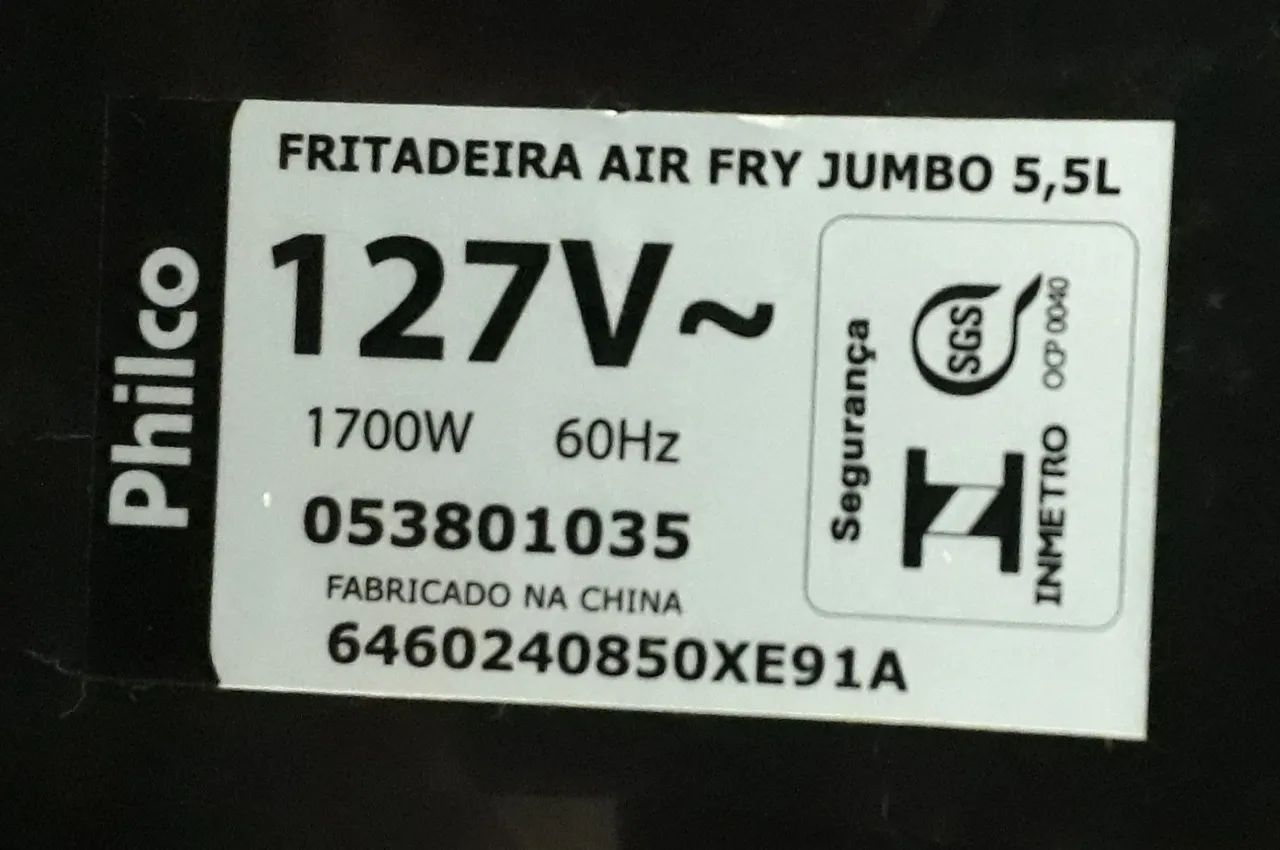 Philco
FRITADEIRA AIR FRY JUMBO 5,5L
127V~
1700W 60Hz
053801035
FABRICADO NA CHINA
6460240850XE91A
Segurança
SGS
OCP 0040
INMETRO